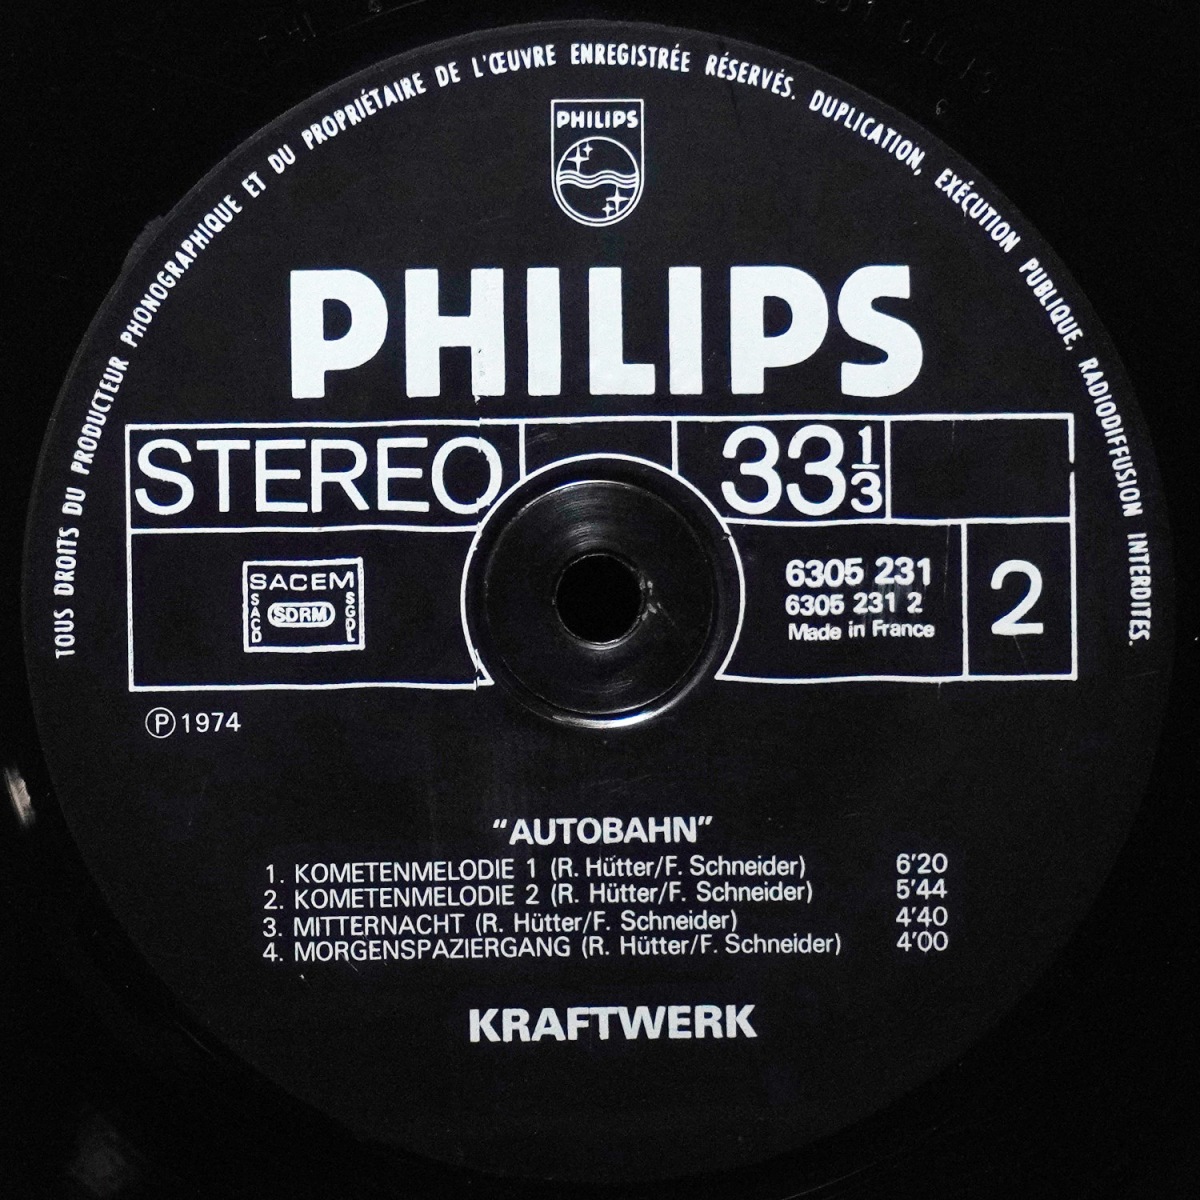 TOUS DROITS DU PRODUCTEUR PHONOGRAPHIQUE ET DU PROPRIÉTAIRE DE L'ŒUVRE ENREGISTRÉE RÉSERVÉS. DUPLICATION, EXÉCUTION PUBLIQUE, RADIODIFFUSION INTERDITES.
PHILIPS
PHILIPS
STEREO 33 1/3
SACEM
SACD SDRM SGDL
6305 231
6305 231 2
Made in France
2
Ⓟ 1974
"AUTOBAHN"
1. KOMETENMELODIE 1 (R. Hütter/F. Schneider) 6'20
2. KOMETENMELODIE 2 (R. Hütter/F. Schneider) 5'44
3. MITTERNACHT (R. Hütter/F. Schneider) 4'40
4. MORGENSPAZIERGANG (R. Hütter/F. Schneider) 4'00
KRAFTWERK